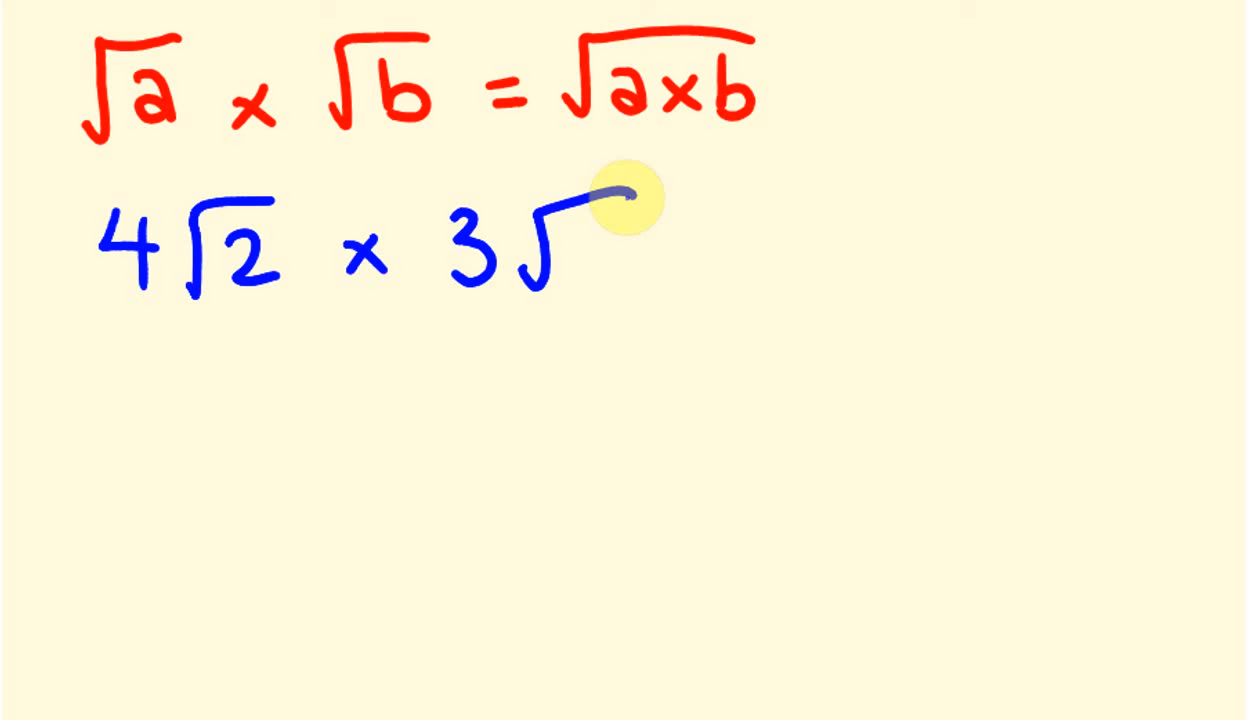 √a × √b = √a×b
4√2 × 3√